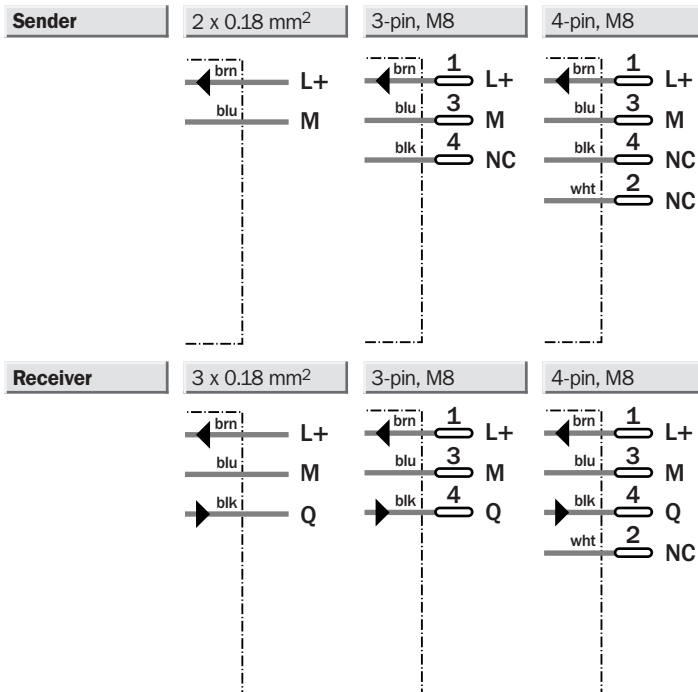 Sender 2 x 0.18 mm² 3-pin, M8 4-pin, M8
brn L+ brn 1 L+ brn 1 L+
blu M blu 3 M blu 3 M
blk 4 NC blk 4 NC
wht 2 NC
Receiver 3 x 0.18 mm² 3-pin, M8 4-pin, M8
brn L+ brn 1 L+ brn 1 L+
blu M blu 3 M blu 3 M
blk Q blk 4 Q blk 4 Q
wht 2 NC